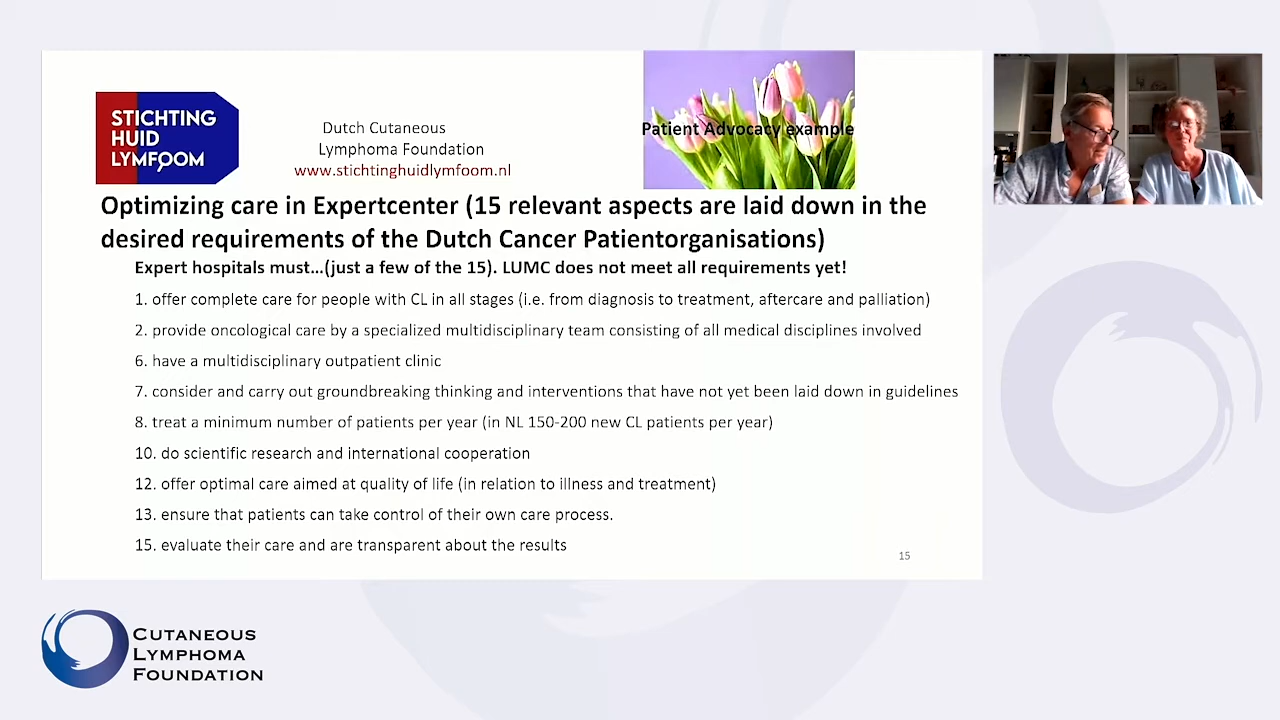 STICHTING
HUID
LYMFOOM
Dutch Cutaneous
Lymphoma Foundation
www.stichtinghuidlymfoom.nl
Patient Advocacy example
Optimizing care in Expertcenter (15 relevant aspects are laid down in the
desired requirements of the Dutch Cancer Patientorganisations)
Expert hospitals must...(just a few of the 15). LUMC does not meet all requirements yet!
1. offer complete care for people with CL in all stages (i.e. from diagnosis to treatment, aftercare and palliation)
2. provide oncological care by a specialized multidisciplinary team consisting of all medical disciplines involved
6. have a multidisciplinary outpatient clinic
7. consider and carry out groundbreaking thinking and interventions that have not yet been laid down in guidelines
8. treat a minimum number of patients per year (in NL 150-200 new CL patients per year)
10. do scientific research and international cooperation
12. offer optimal care aimed at quality of life (in relation to illness and treatment)
13. ensure that patients can take control of their own care process.
15. evaluate their care and are transparent about the results
15
CUTANEOUS
LYMPHOMA
FOUNDATION